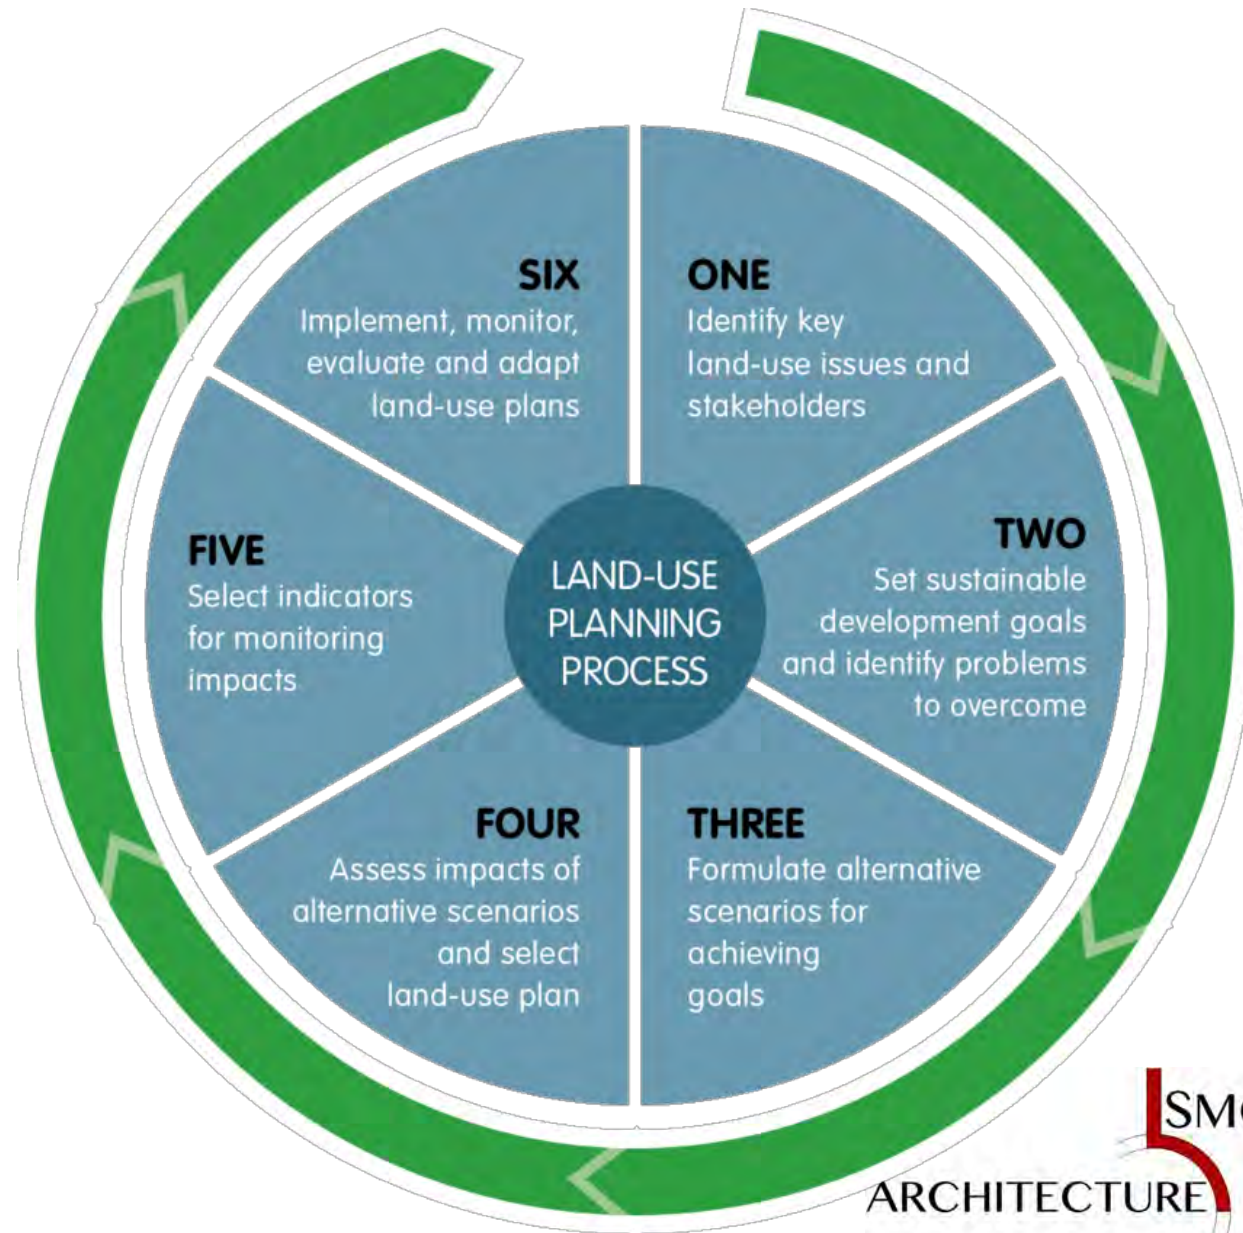 LAND-USE
PLANNING
PROCESS
ONE
Identify key
land-use issues and
stakeholders
TWO
Set sustainable
development goals
and identify problems
to overcome
THREE
Formulate alternative
scenarios for
achieving
goals
FOUR
Assess impacts of
alternative scenarios
and select
land-use plan
FIVE
Select indicators
for monitoring
impacts
SIX
Implement, monitor,
evaluate and adapt
land-use plans
ARCHITECTURE